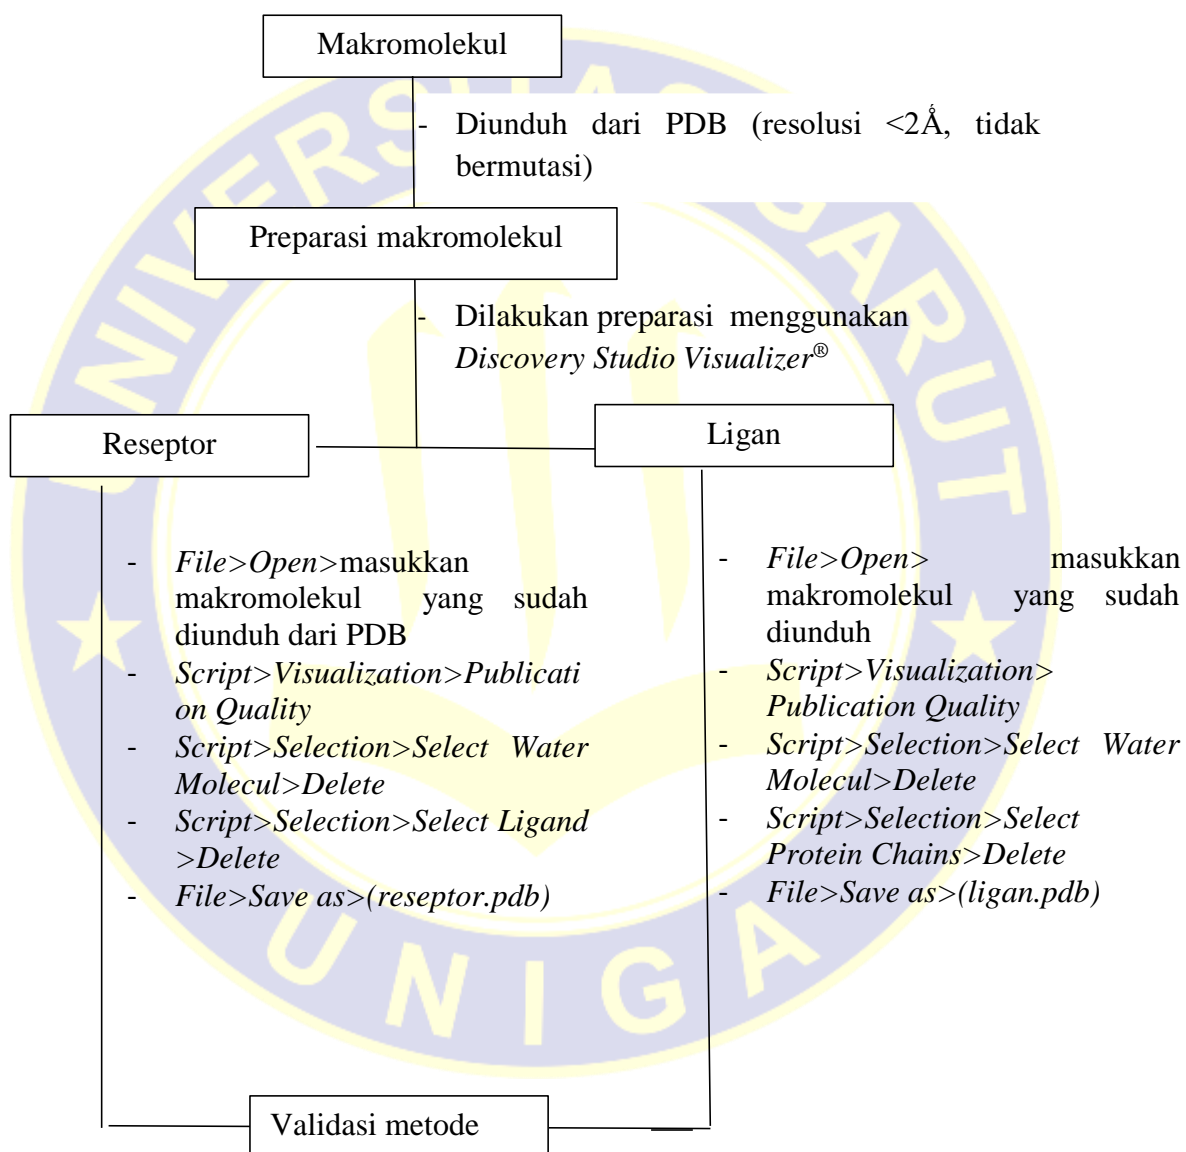 Makromolekul
- Diunduh dari PDB (resolusi <2Ǻ, tidak
bermutasi)
Preparasi makromolekul
- Dilakukan preparasi menggunakan
Discovery Studio Visualizer®
Reseptor
Ligan
- File>Open>masukkan
makromolekul yang sudah
diunduh dari PDB
- Script>Visualization>Publicati
on Quality
- Script>Selection>Select Water
Molecul>Delete
- Script>Selection>Select Ligand
>Delete
- File>Save as>(reseptor.pdb)
- File>Open> masukkan
makromolekul yang sudah
diunduh
- Script>Visualization>
Publication Quality
- Script>Selection>Select Water
Molecul>Delete
- Script>Selection>Select
Protein Chains>Delete
- File>Save as>(ligan.pdb)
Validasi metode
UNIVERSITAS GARUT
UNIGA